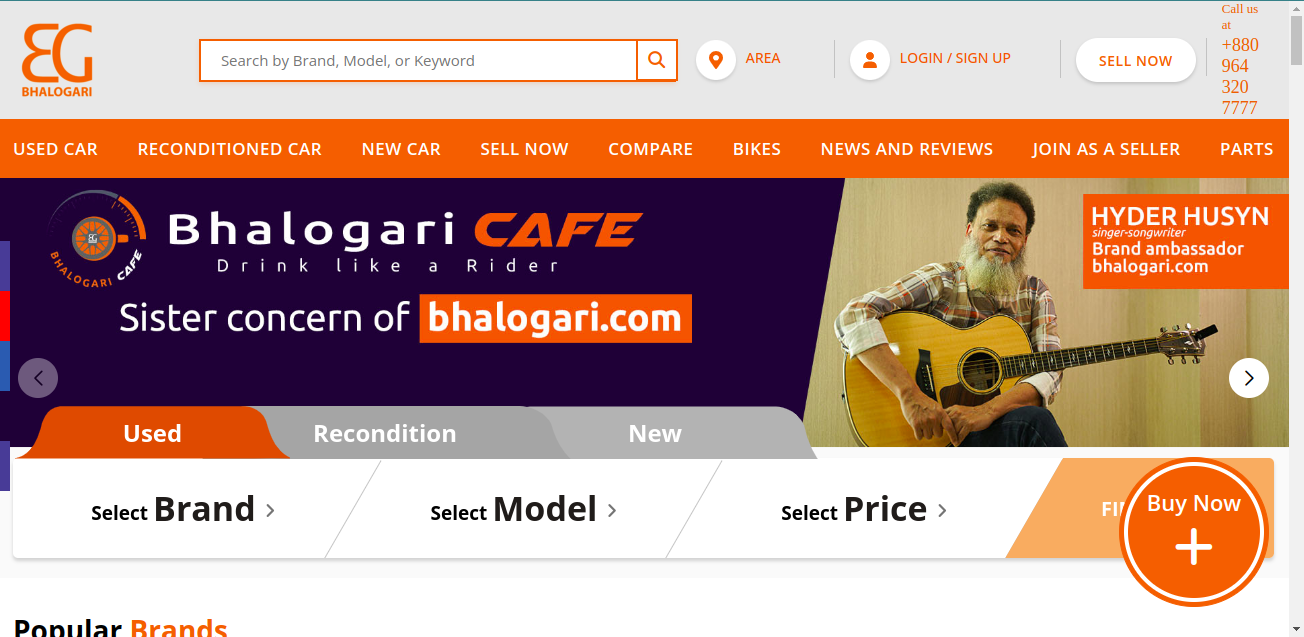 BHALOGARI
Search by Brand, Model, or Keyword
AREA
LOGIN / SIGN UP
SELL NOW
Call us
at
+880
964
320
7777
USED CAR RECONDITIONED CAR NEW CAR SELL NOW COMPARE BIKES NEWS AND REVIEWS JOIN AS A SELLER PARTS
BHALOGARI CAFE
Bhalogari CAFE
Drink like a Rider
Sister concern of bhalogari.com
HYDER HUSYN
singer-songwriter
Brand ambassador
bhalogari.com
Used Recondition New
Select Brand Select Model Select Price
Buy Now
Popular Brands